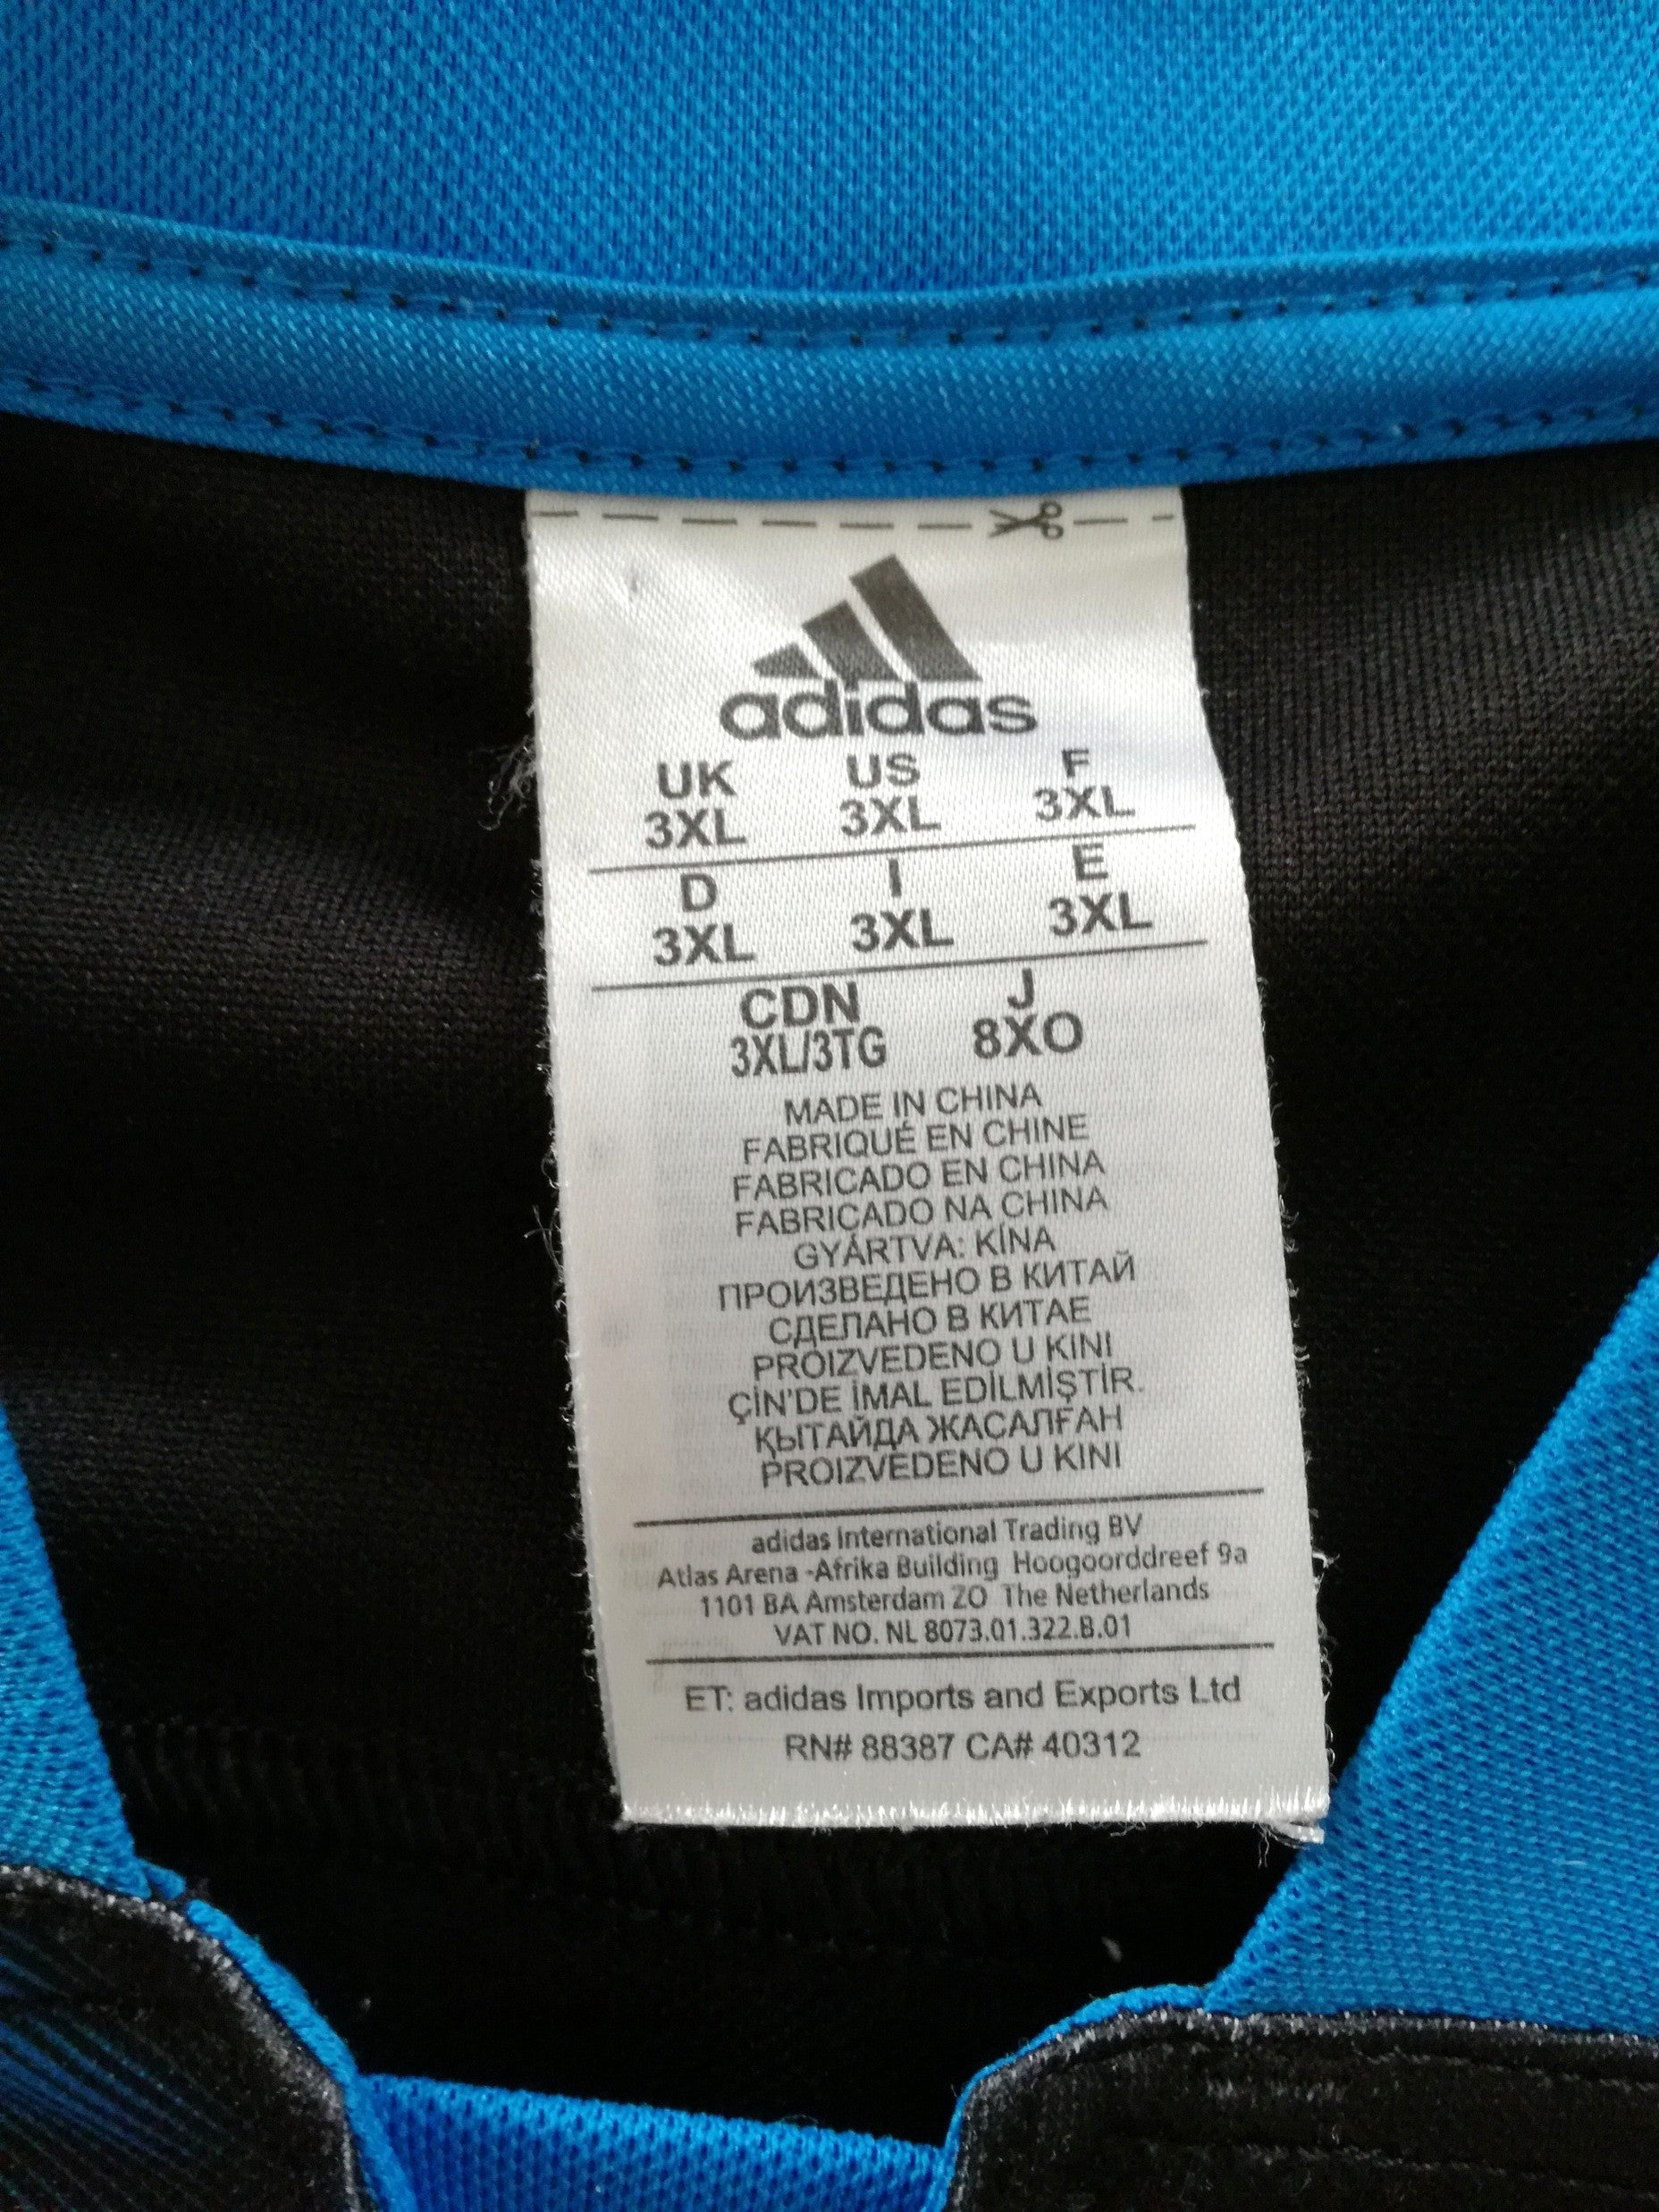 adidas
UK US F
3XL 3XL 3XL
D I E
3XL 3XL 3XL
CDN J
3XL/3TG 8XO
MADE IN CHINA
FABRIQUÉ EN CHINE
FABRICADO EN CHINA
FABRICADO NA CHINA
GYÁRTVA: KÍNA
ПРОИЗВЕДЕНО В КИТАЙ
СДЕЛАНО В КИТАЕ
PROIZVEDENO U KINI
ÇİN'DE İMAL EDİLMİŞTİR.
ҚЫТАЙДА ЖАСАЛҒАН
PROIZVEDENO U KINI
adidas International Trading BV
Atlas Arena -Afrika Building Hoogoorddreef 9a
1101 BA Amsterdam ZO The Netherlands
VAT NO. NL 8073.01.322.B.01
ET: adidas Imports and Exports Ltd
RN# 88387 CA# 40312